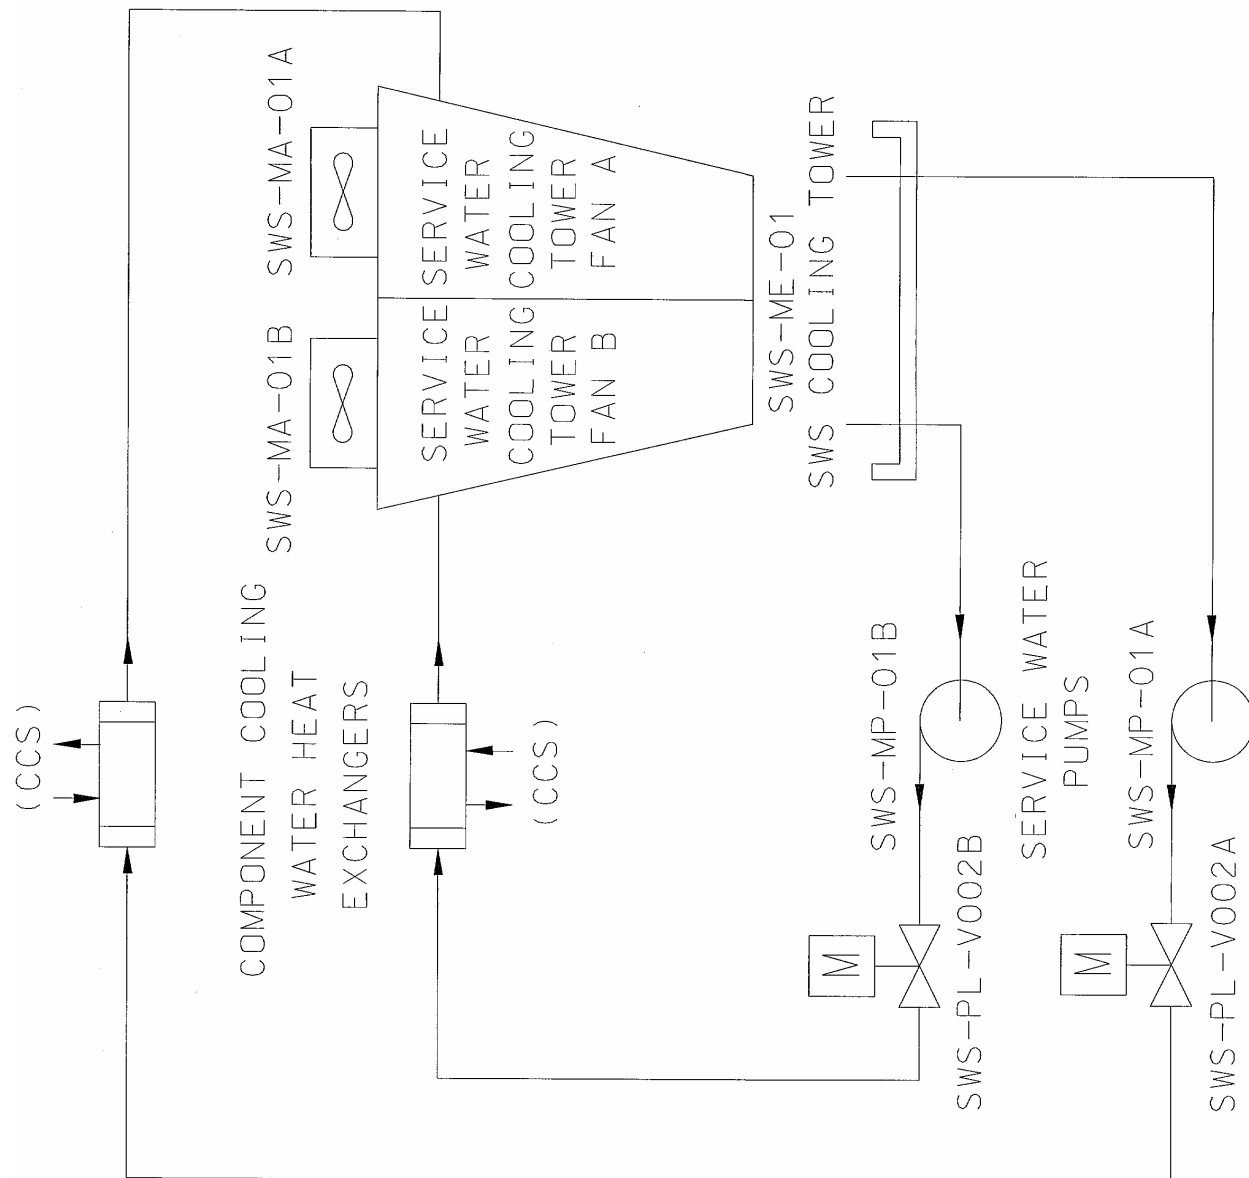 (CCS)
COMPONENT COOLING
WATER HEAT
EXCHANGERS
(CCS)
SWS-MA-01B
SWS-MA-01A
SERVICE
WATER
COOLING
TOWER
FAN B
SERVICE
WATER
COOLING
TOWER
FAN A
SWS-ME-01
SWS COOLING TOWER
M
SWS-PL-V002B
SWS-MP-01B
SERVICE WATER
PUMPS
M
SWS-PL-V002A
SWS-MP-01A